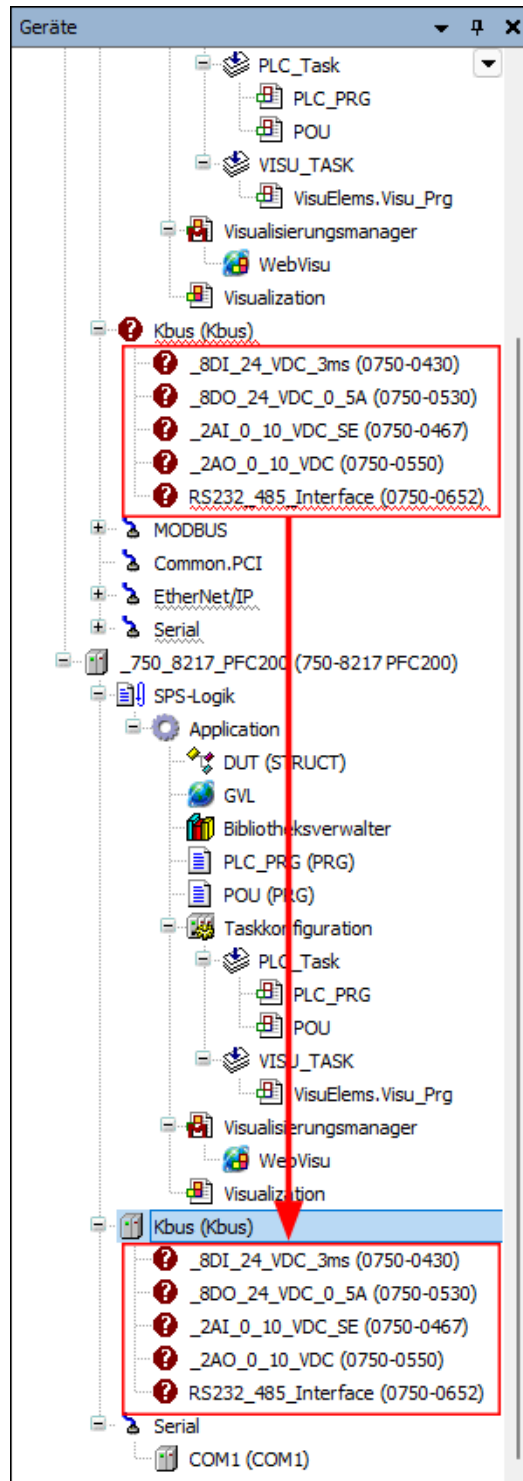 Geräte
PLC_Task
PLC_PRG
POU
VISU_TASK
VisuElems.Visu_Prg
Visualisierungsmanager
WebVisu
Visualization
Kbus (Kbus)
_8DI_24_VDC_3ms (0750-0430)
_8DO_24_VDC_0_5A (0750-0530)
_2AI_0_10_VDC_SE (0750-0467)
_2AO_0_10_VDC (0750-0550)
RS232_485_Interface (0750-0652)
MODBUS
Common.PCI
EtherNet/IP
Serial
_750_8217_PFC200 (750-8217 PFC200)
SPS-Logik
Application
DUT (STRUCT)
GVL
Bibliotheksverwalter
PLC_PRG (PRG)
POU (PRG)
Taskkonfiguration
PLC_Task
PLC_PRG
POU
VISU_TASK
VisuElems.Visu_Prg
Visualisierungsmanager
WebVisu
Visualization
Kbus (Kbus)
_8DI_24_VDC_3ms (0750-0430)
_8DO_24_VDC_0_5A (0750-0530)
_2AI_0_10_VDC_SE (0750-0467)
_2AO_0_10_VDC (0750-0550)
RS232_485_Interface (0750-0652)
Serial
COM1 (COM1)